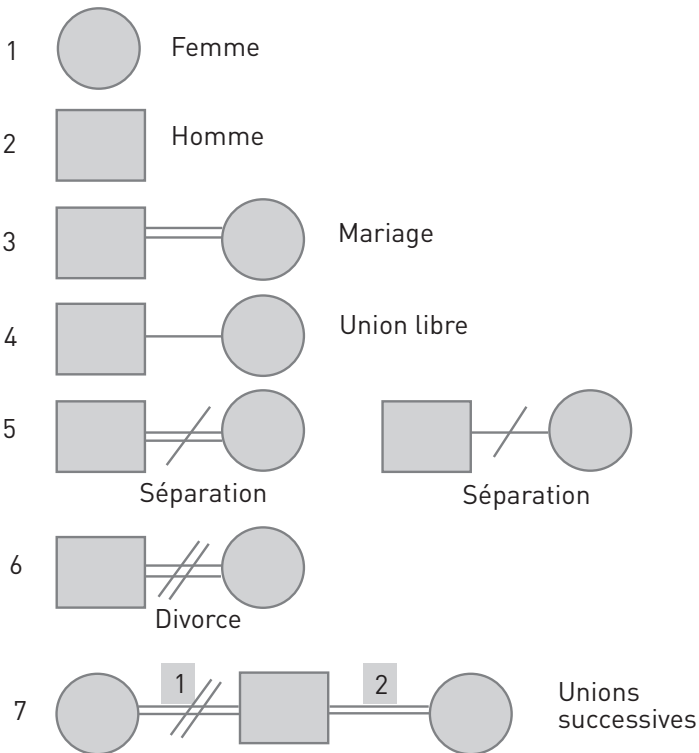 1 Femme
2 Homme
3 Mariage
4 Union libre
5
Séparation Séparation
6
Divorce
1 2
7 Unions
successives